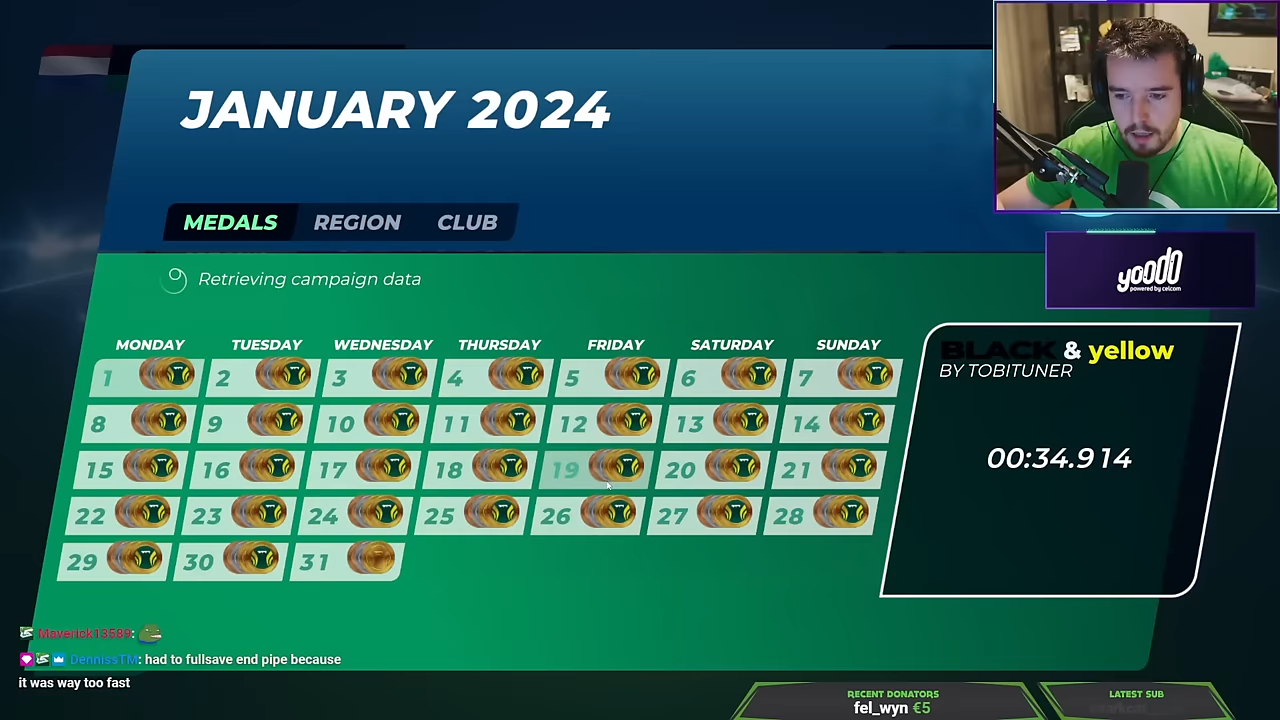 JANUARY 2024
MEDALS REGION CLUB
Retrieving campaign data
yoodo
powered by celcom
MONDAY TUESDAY WEDNESDAY THURSDAY FRIDAY SATURDAY SUNDAY
1 2 3 4 5 6 7
8 9 10 11 12 13 14
15 16 17 18 19 20 21
22 23 24 25 26 27 28
29 30 31
BLACK & yellow
BY TOBITUNER
00:34.914
Maverick13589:
DennissTM: had to fullsave end pipe because
it was way too fast
RECENT DONATORS
fel_wyn €5
LATEST SUB